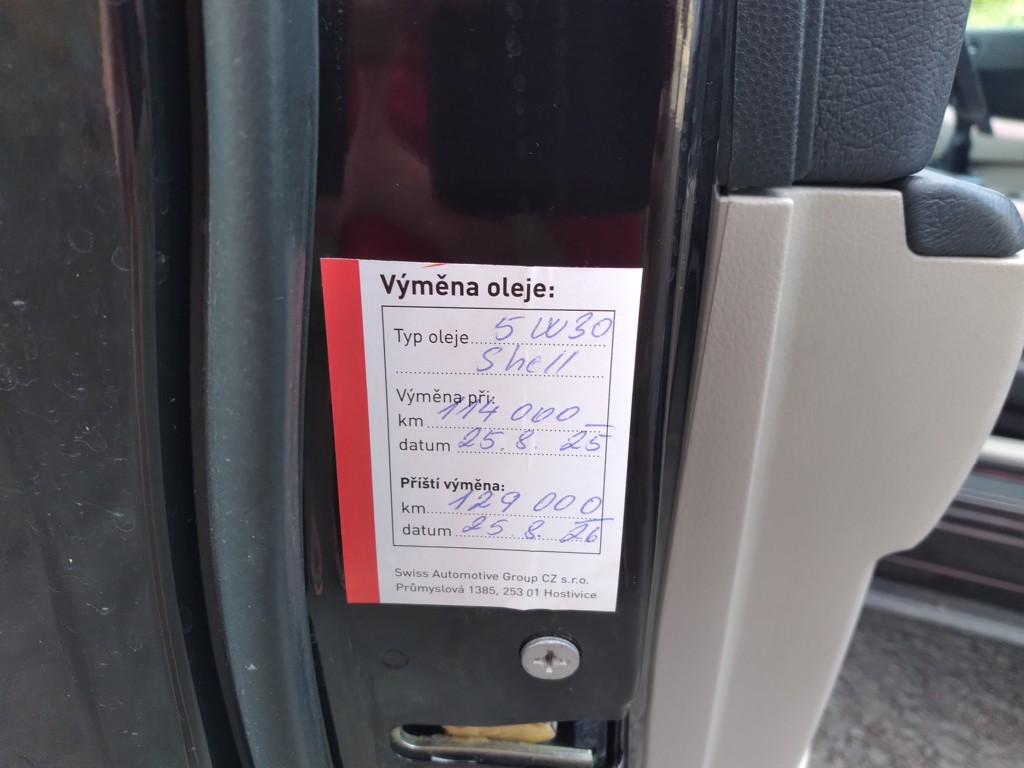 Výměna oleje:
Typ oleje 5W30
Shell
Výměna při:
km 114 000
datum 25. 8. 25
Příští výměna:
km 129 000
datum 25. 8. 26
Swiss Automotive Group CZ s.r.o.
Průmyslová 1385, 253 01 Hostivice